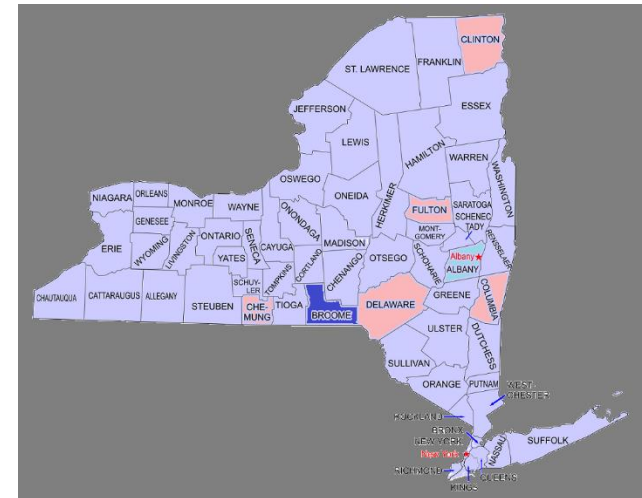 CLINTON
FRANKLIN
ST. LAWRENCE
ESSEX
JEFFERSON
LEWIS
HAMILTON
WARREN
WASHINGTON
OSWEGO
ONEIDA
HERKIMER
NIAGARA
ORLEANS
MONROE
WAYNE
FULTON
SARATOGA
SCHENEC
TADY
GENESEE
ONONDAGA
MONT-
GOMERY
RENSSELAER
ERIE
WYOMING
LIVINGSTON
ONTARIO
SENECA
CAYUGA
MADISON
OTSEGO
SCHOHARIE
Albany
ALBANY
YATES
TOMPKINS
CORTLAND
CHENANGO
CHAUTAUQUA
CATTARAUGUS
ALLEGANY
STEUBEN
SCHUY-
LER
CHE-
MUNG
TIOGA
BROOME
DELAWARE
GREENE
COLUMBIA
ULSTER
DUTCHESS
SULLIVAN
ORANGE
PUTNAM
WEST-
CHESTER
ROCKLAND
BRONX
NEW YORK
New York
NASSAU
SUFFOLK
RICHMOND
QUEENS
KINGS